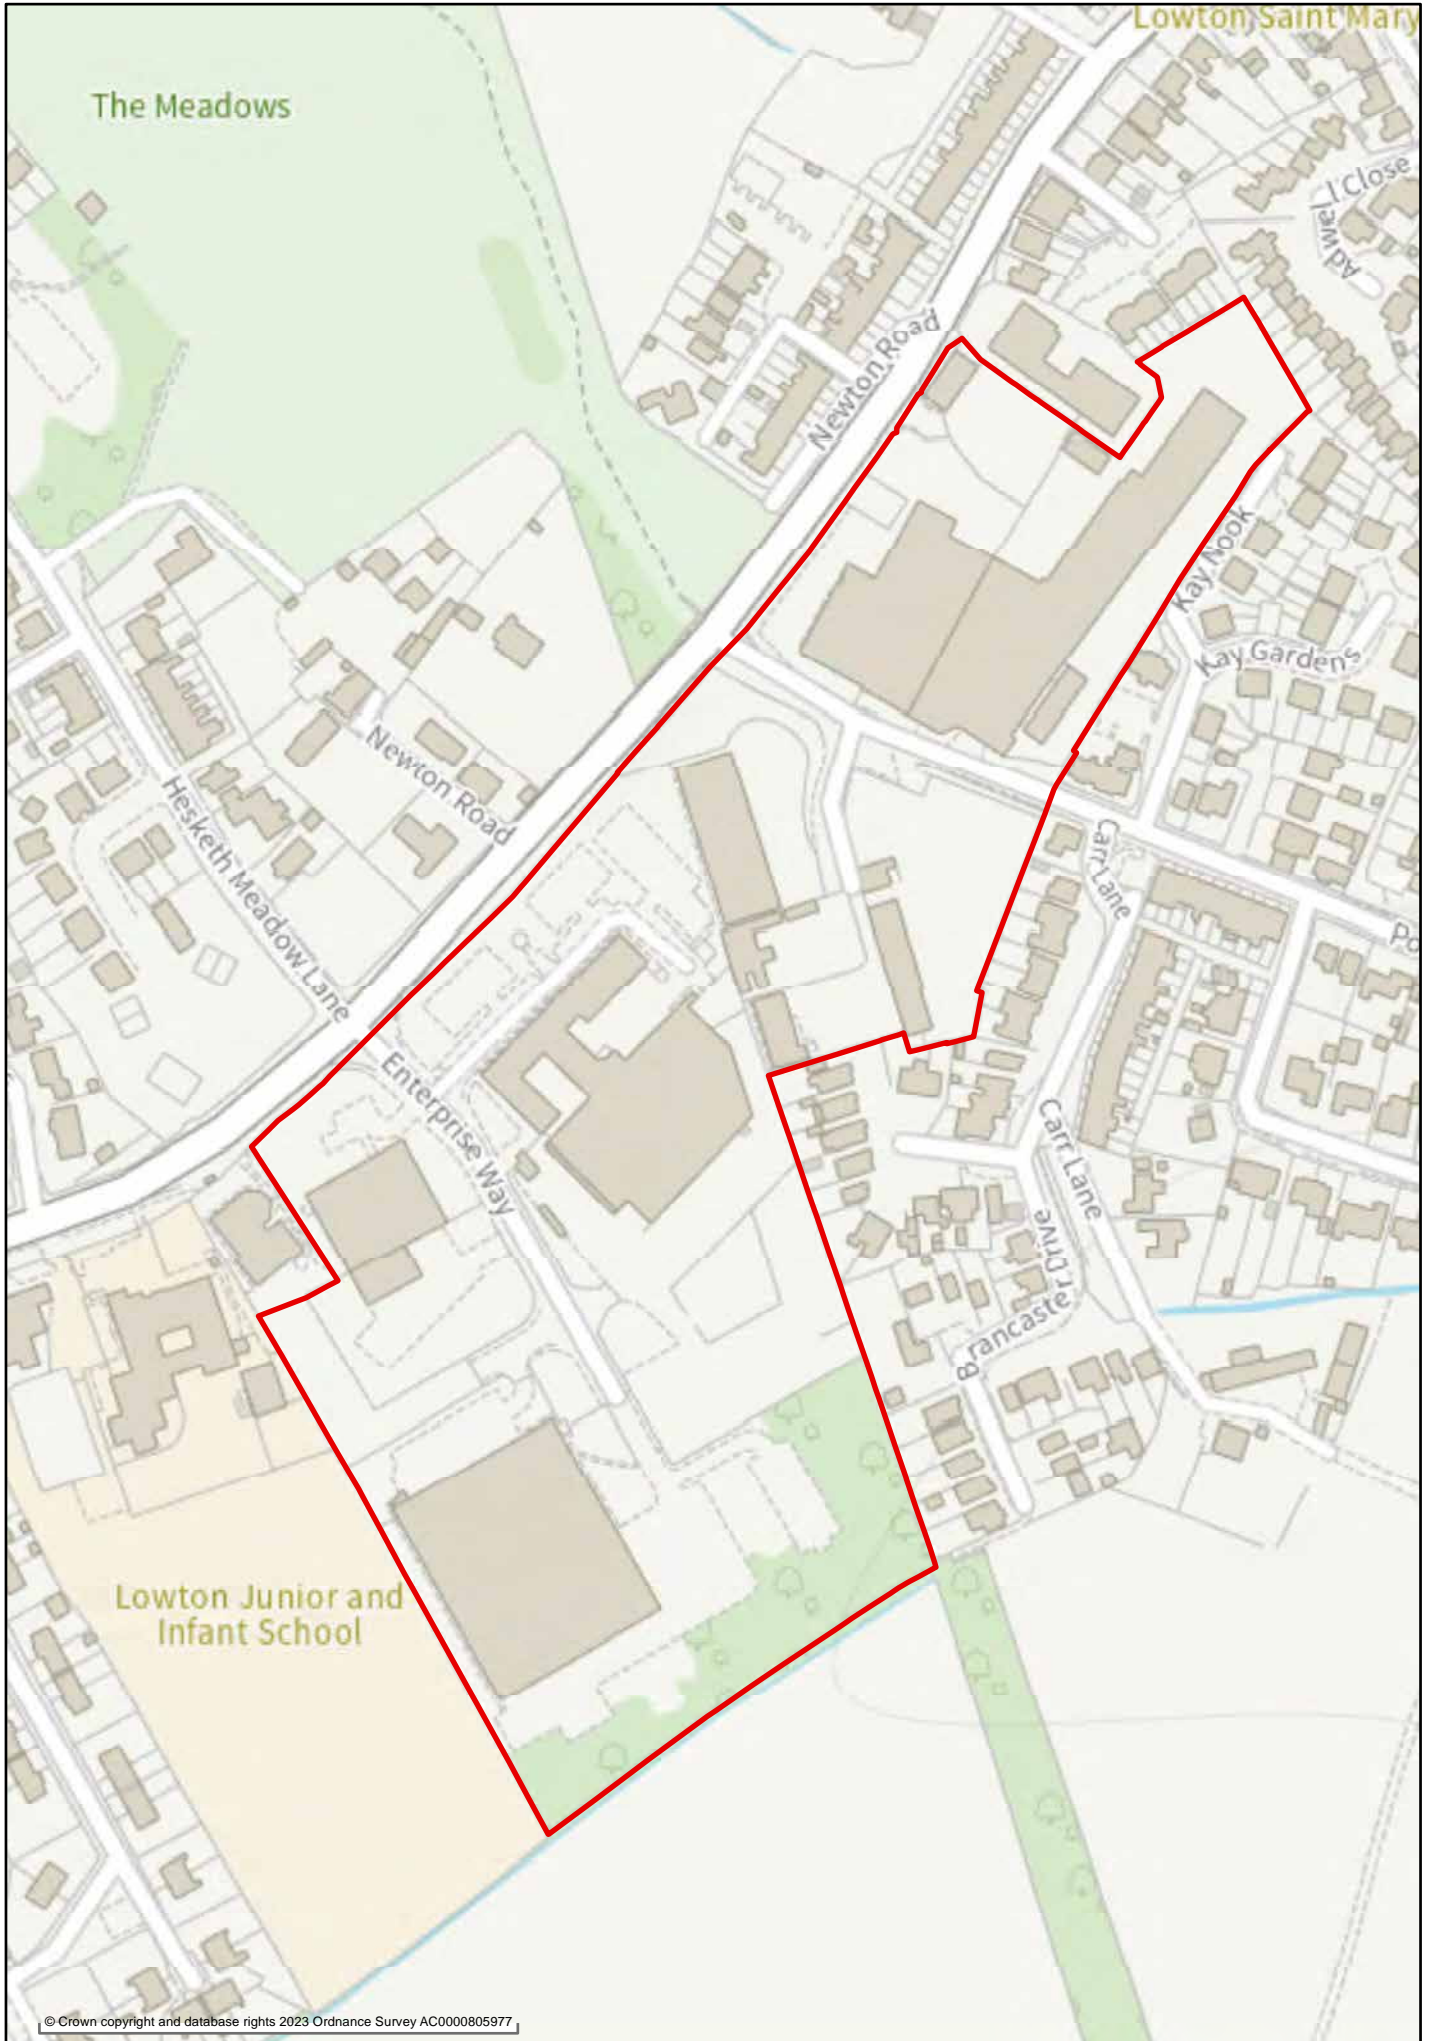 Lowton Saint Mary
The Meadows
Adwel
l Close
Newton Road
Kay Nook
Kay Gardens
Newton Road
Hesketh Meadow Lane
Carr Lane
Po
Enterprise Way
Carr Lane
Brancaster Drive
Lowton Junior and
Infant School
© Crown copyright and database rights 2023 Ordnance Survey AC0000805977